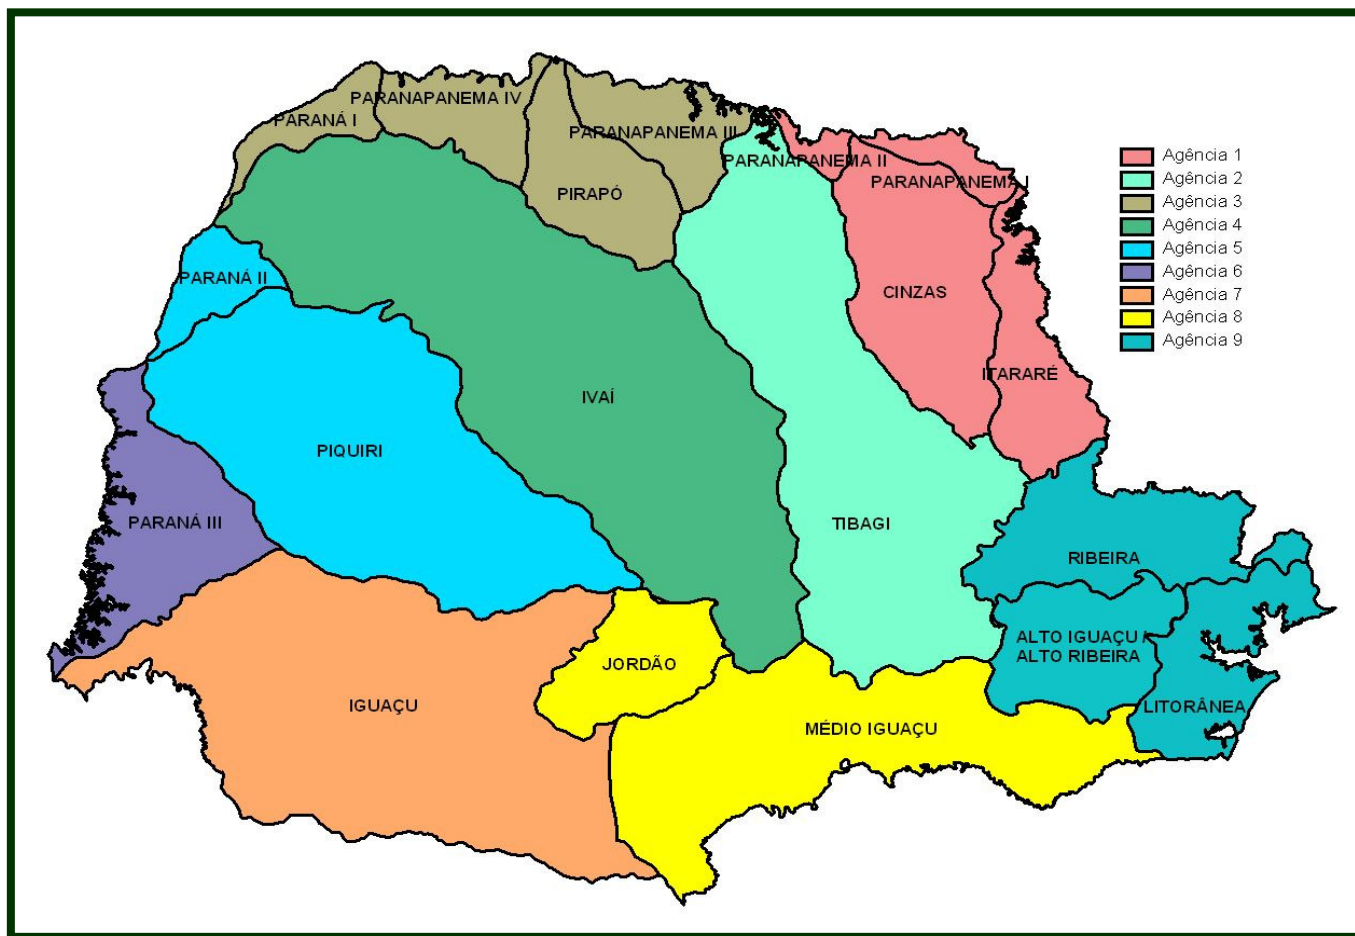 PARANAPANEMA IV
PARANÁ I
PARANAPANEMA III
PARANAPANEMA II
PARANAPANEMA I
PIRAPÓ
PARANÁ II
CINZAS
ITARARÉ
IVAÍ
PIQUIRI
PARANÁ III
TIBAGI
RIBEIRA
ALTO IGUAÇU /
ALTO RIBEIRA
JORDÃO
IGUAÇU
LITORÂNEA
MÉDIO IGUAÇU
Agência 1
Agência 2
Agência 3
Agência 4
Agência 5
Agência 6
Agência 7
Agência 8
Agência 9